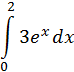 ∫₀² 3eˣ dx